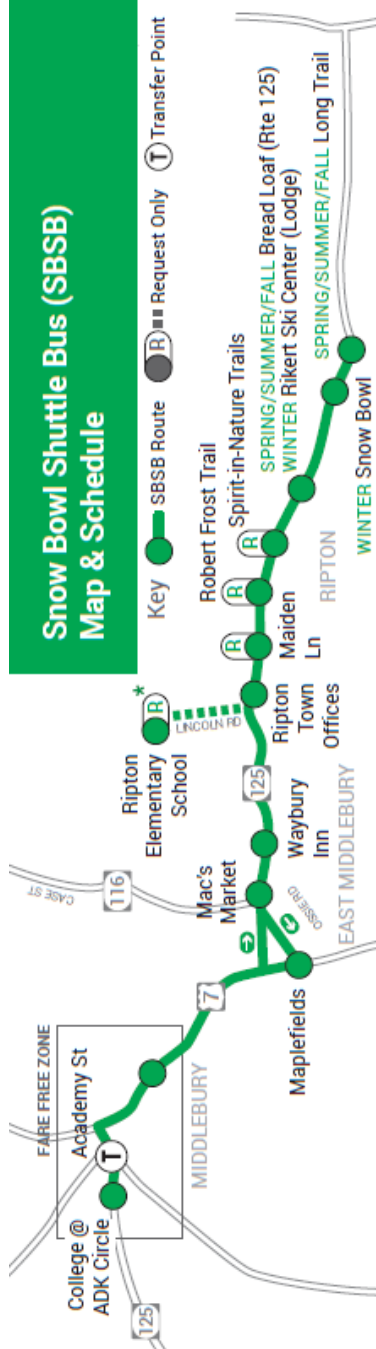 Snow Bowl Shuttle Bus (SBSB)
Map & Schedule
Key
SBSB Route
R
Request Only
T
Transfer Point
FARE FREE ZONE
Academy St
T
College @
ADK Circle
125
MIDDLEBURY
7
CASE ST
116
Mac's
Market
OSSIE RD
Maplefields
EAST MIDDLEBURY
Waybury
Inn
125
Ripton
Elementary
School
R
*
LINCOLN RD
Ripton
Town
Offices
R
Maiden
Ln
R
Robert Frost Trail
R
Spirit-in-Nature Trails
RIPTON
SPRING/SUMMER/FALL Bread Loaf (Rte 125)
WINTER Rikert Ski Center (Lodge)
SPRING/SUMMER/FALL Long Trail
WINTER Snow Bowl